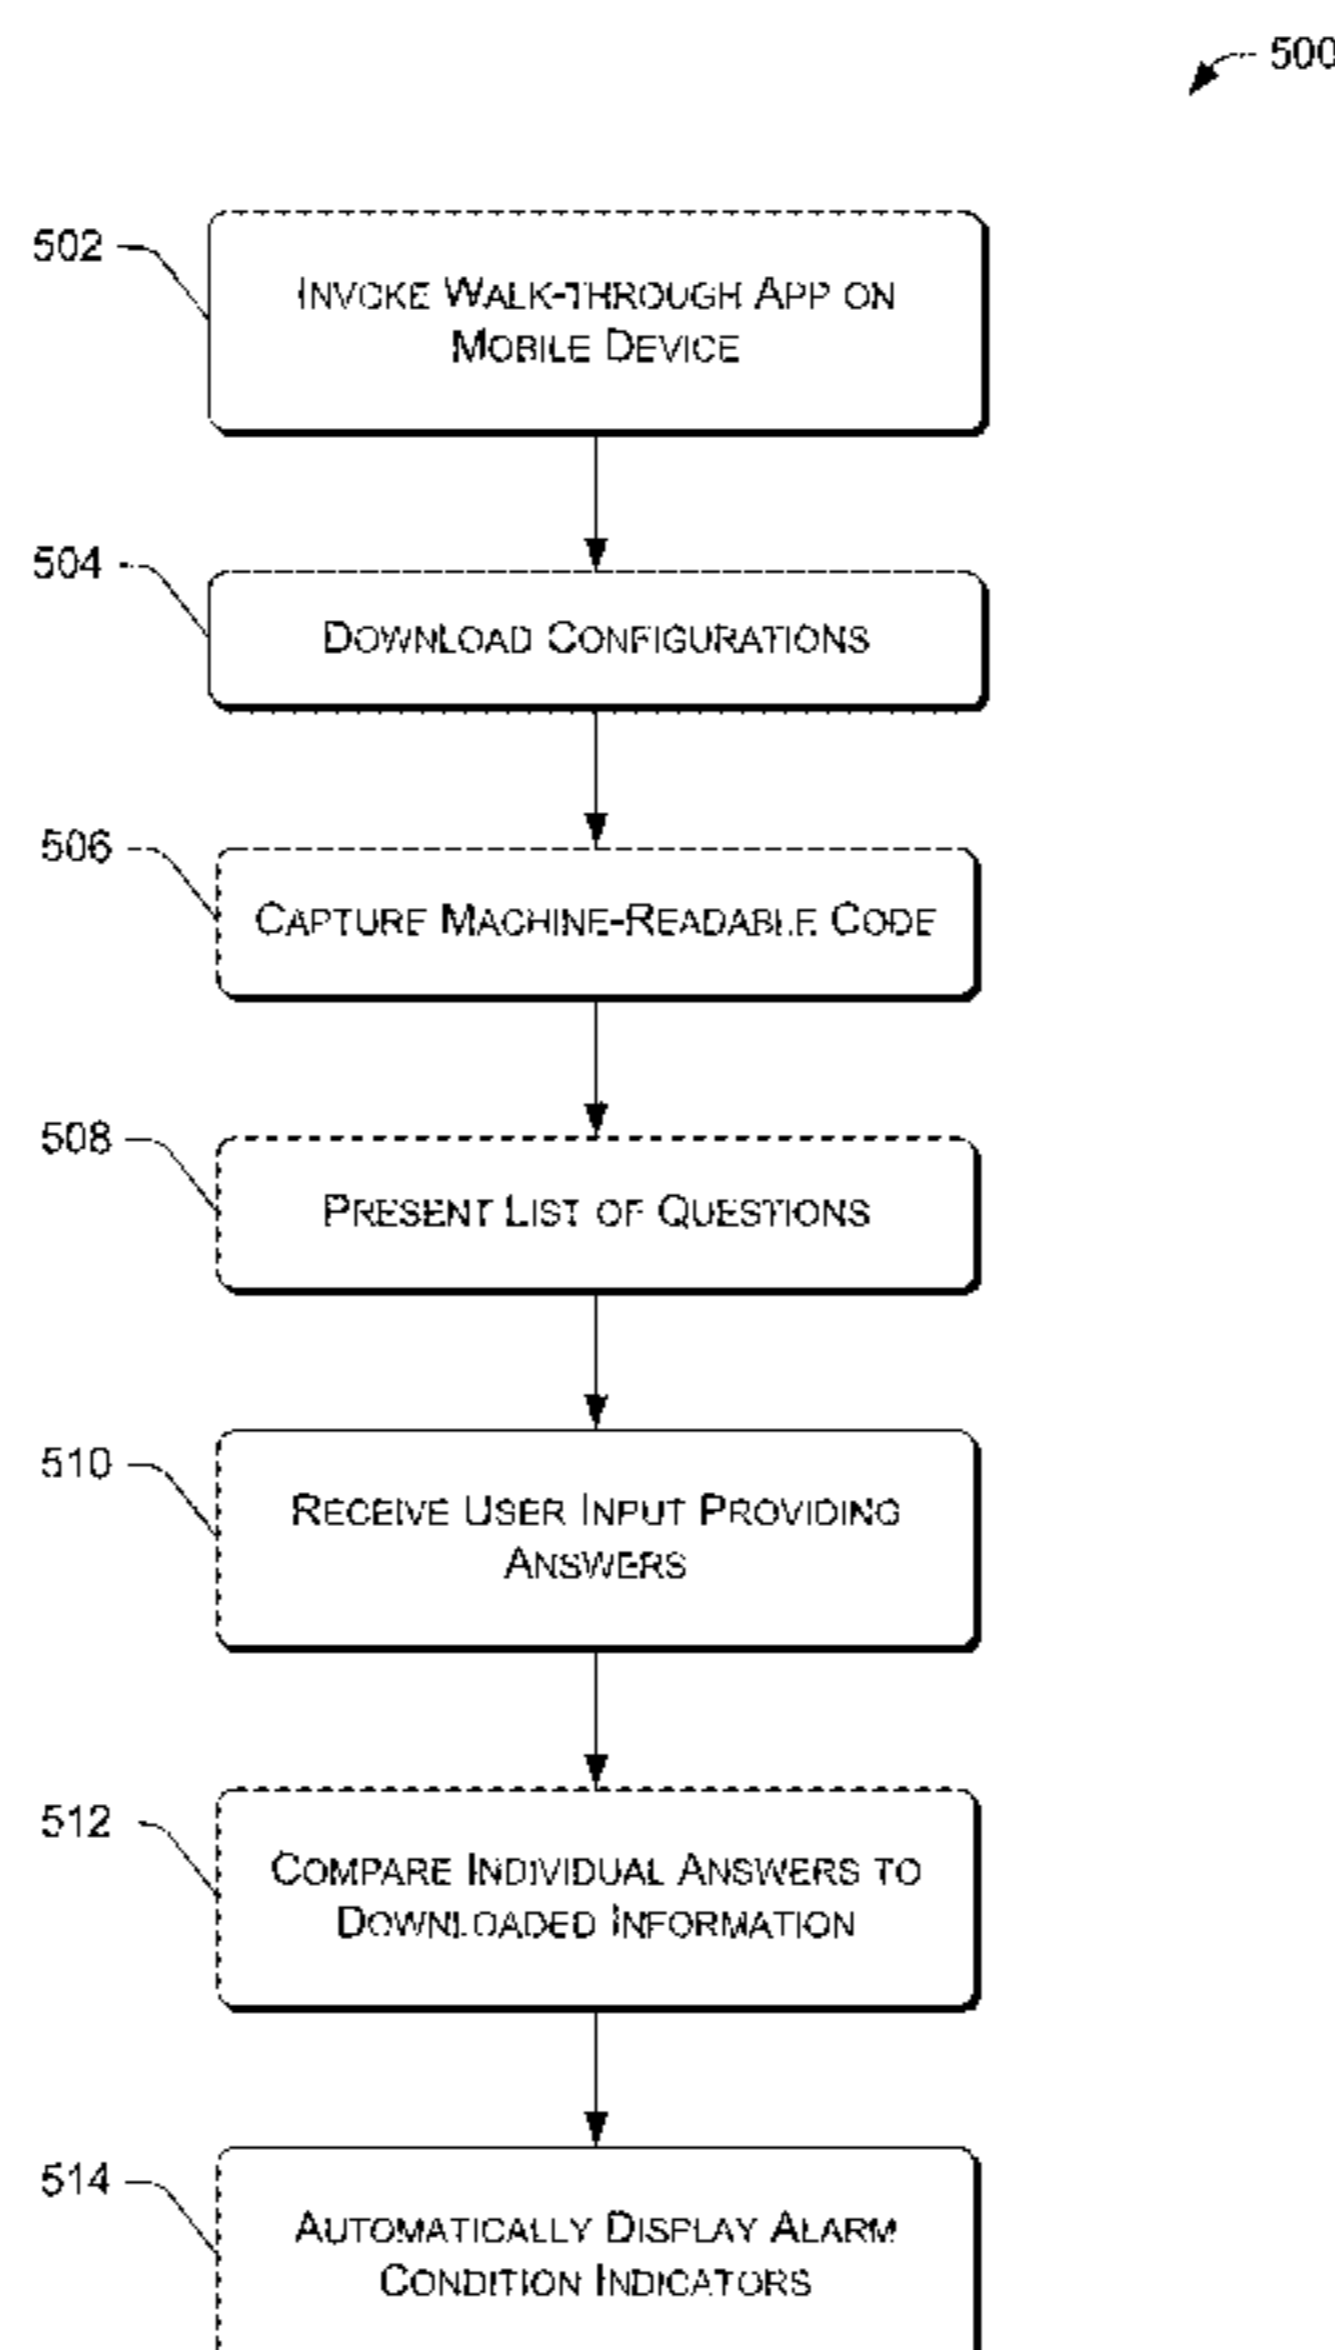 500
502
INVOKE WALK-THROUGH APP ON
MOBILE DEVICE
504
DOWNLOAD CONFIGURATIONS
506
CAPTURE MACHINE-READABLE CODE
508
PRESENT LIST OF QUESTIONS
510
RECEIVE USER INPUT PROVIDING
ANSWERS
512
COMPARE INDIVIDUAL ANSWERS TO
DOWNLOADED INFORMATION
514
AUTOMATICALLY DISPLAY ALARM
CONDITION INDICATORS